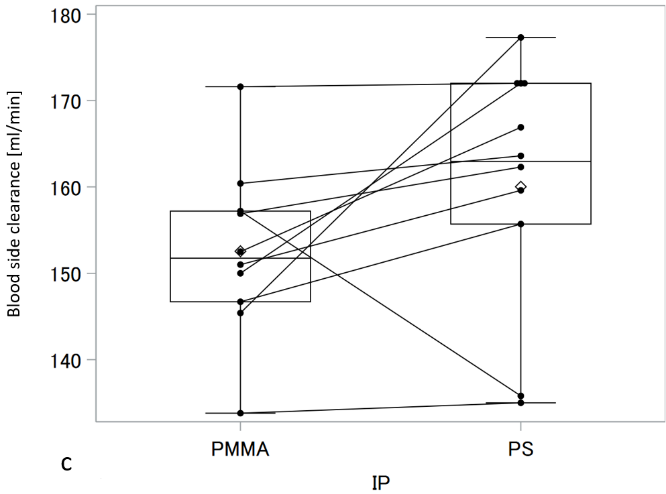 180
170
160
150
140
Blood side clearance [ml/min]
PMMA
PS
IP
c